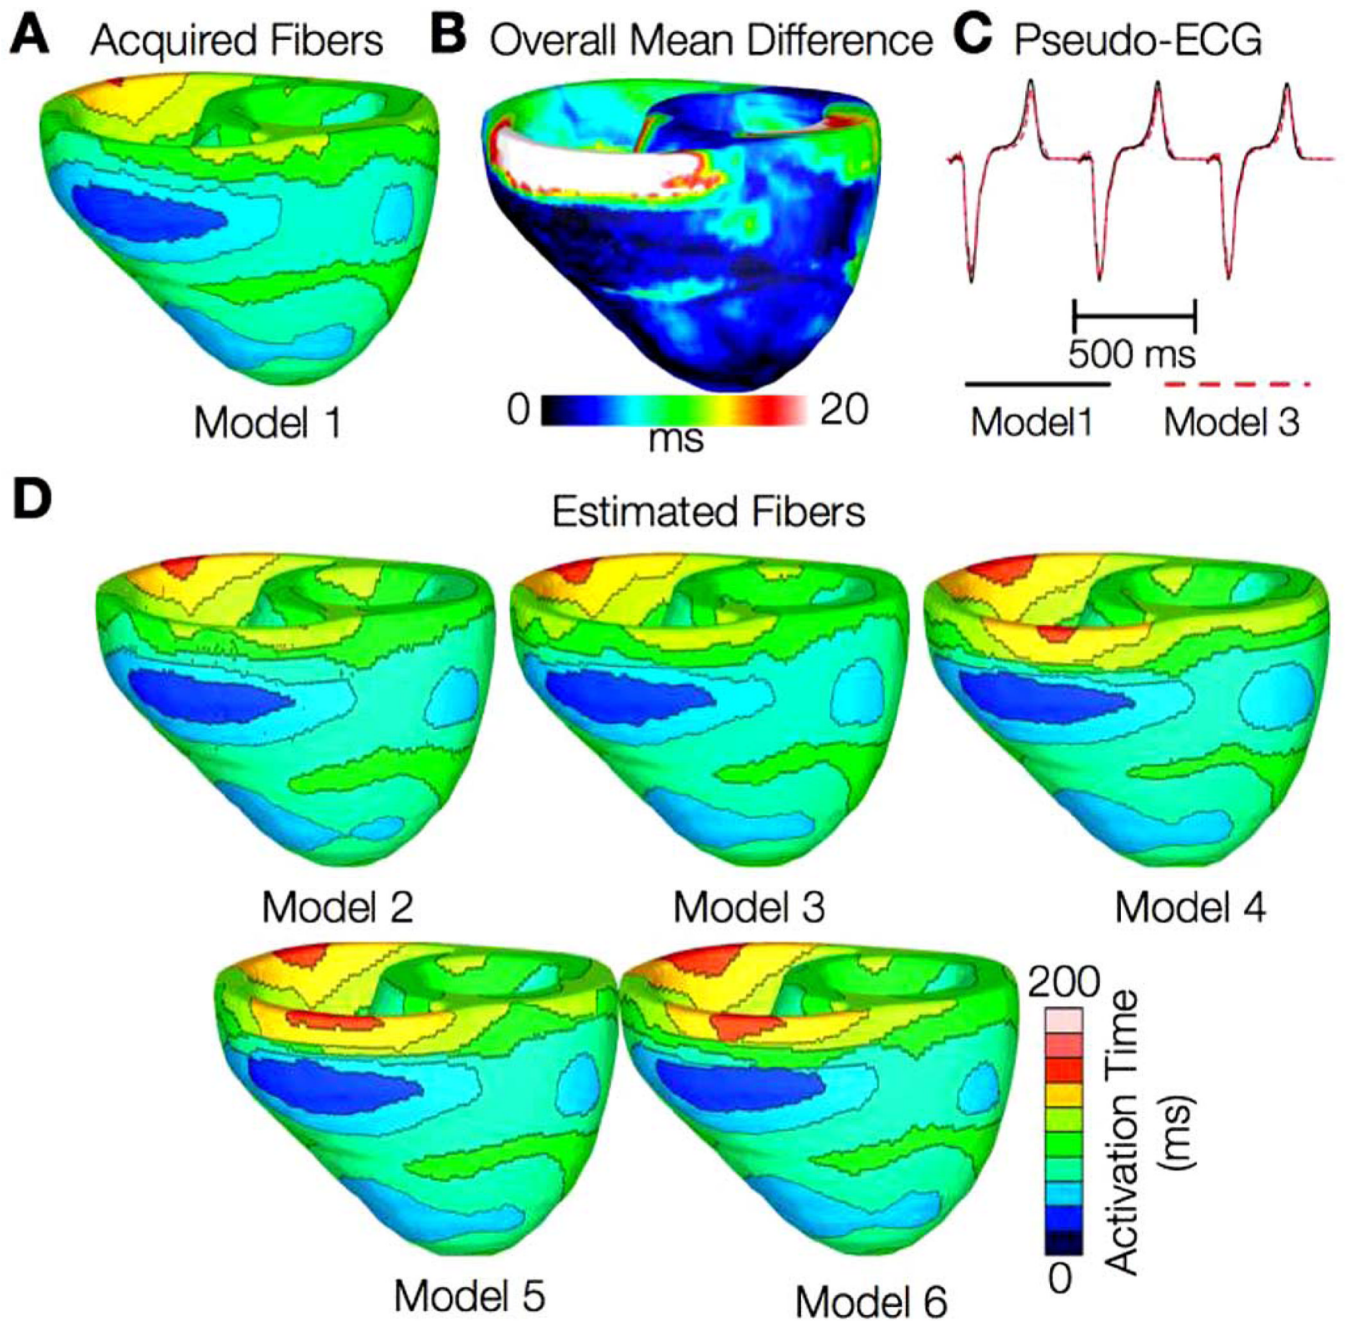 A Acquired Fibers
B Overall Mean Difference
C Pseudo-ECG
Model 1
0 20
ms
500 ms
Model1 Model 3
D
Estimated Fibers
Model 2 Model 3 Model 4
Model 5 Model 6
200
Activation Time
(ms)
0